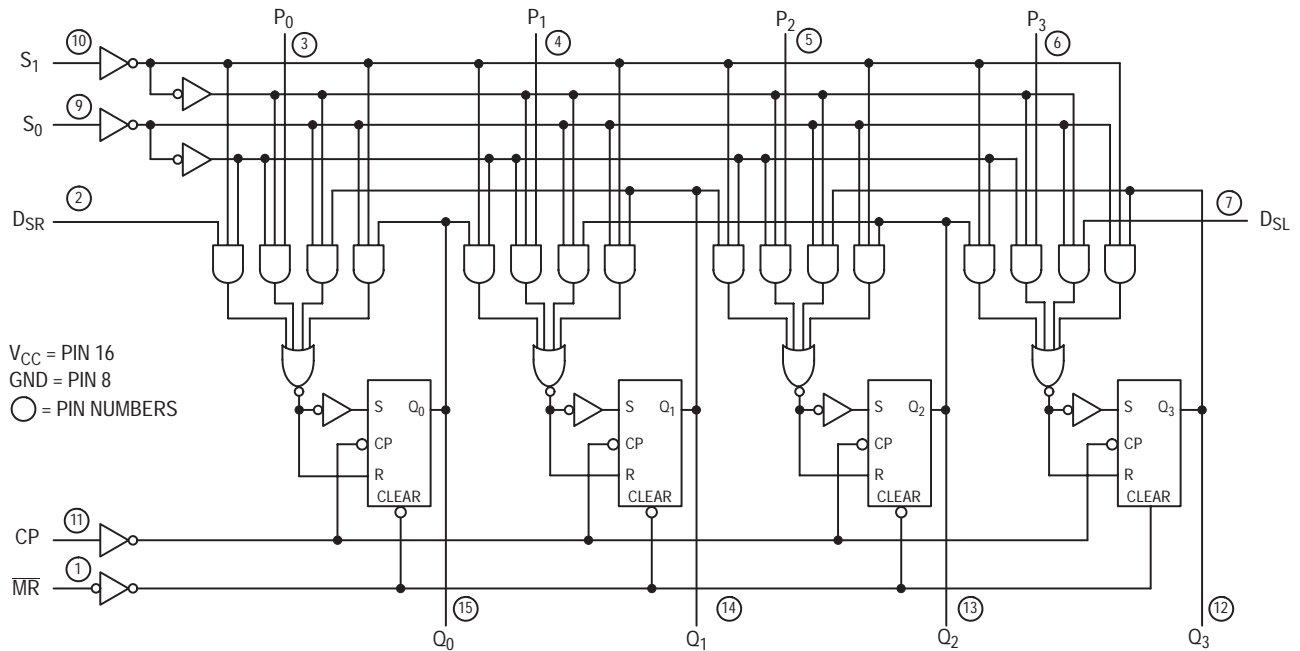 P0 P1 P2 P3
10 3 4 5 6
S1
9
S0
2 7
DSR DSL
VCC = PIN 16
GND = PIN 8
= PIN NUMBERS
S Q0 S Q1 S Q2 S Q3
CP CP CP CP
R R R R
CLEAR CLEAR CLEAR CLEAR
11
CP
1
MR
15 14 13 12
Q0 Q1 Q2 Q3